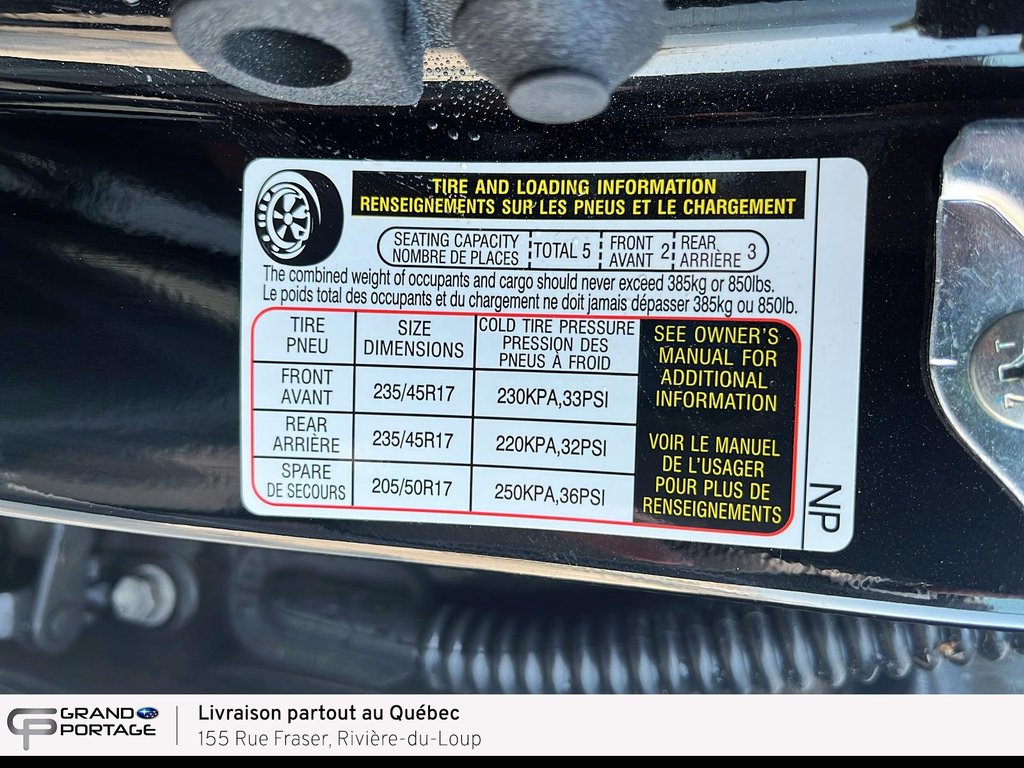 TIRE AND LOADING INFORMATION
RENSEIGNEMENTS SUR LES PNEUS ET LE CHARGEMENT
SEATING CAPACITY
NOMBRE DE PLACES
TOTAL 5
FRONT
AVANT 2
REAR
ARRIÈRE 3
The combined weight of occupants and cargo should never exceed 385kg or 850lbs.
Le poids total des occupants et du chargement ne doit jamais dépasser 385kg ou 850lb.
TIRE
PNEU
SIZE
DIMENSIONS
COLD TIRE PRESSURE
PRESSION DES
PNEUS À FROID
FRONT
AVANT
235/45R17
230KPA,33PSI
REAR
ARRIÈRE
235/45R17
220KPA,32PSI
SPARE
DE SECOURS
205/50R17
250KPA,36PSI
SEE OWNER'S
MANUAL FOR
ADDITIONAL
INFORMATION
VOIR LE MANUEL
DE L'USAGER
POUR PLUS DE
RENSEIGNEMENTS
NP
GP
GRAND
PORTAGE
Livraison partout au Québec
155 Rue Fraser, Rivière-du-Loup